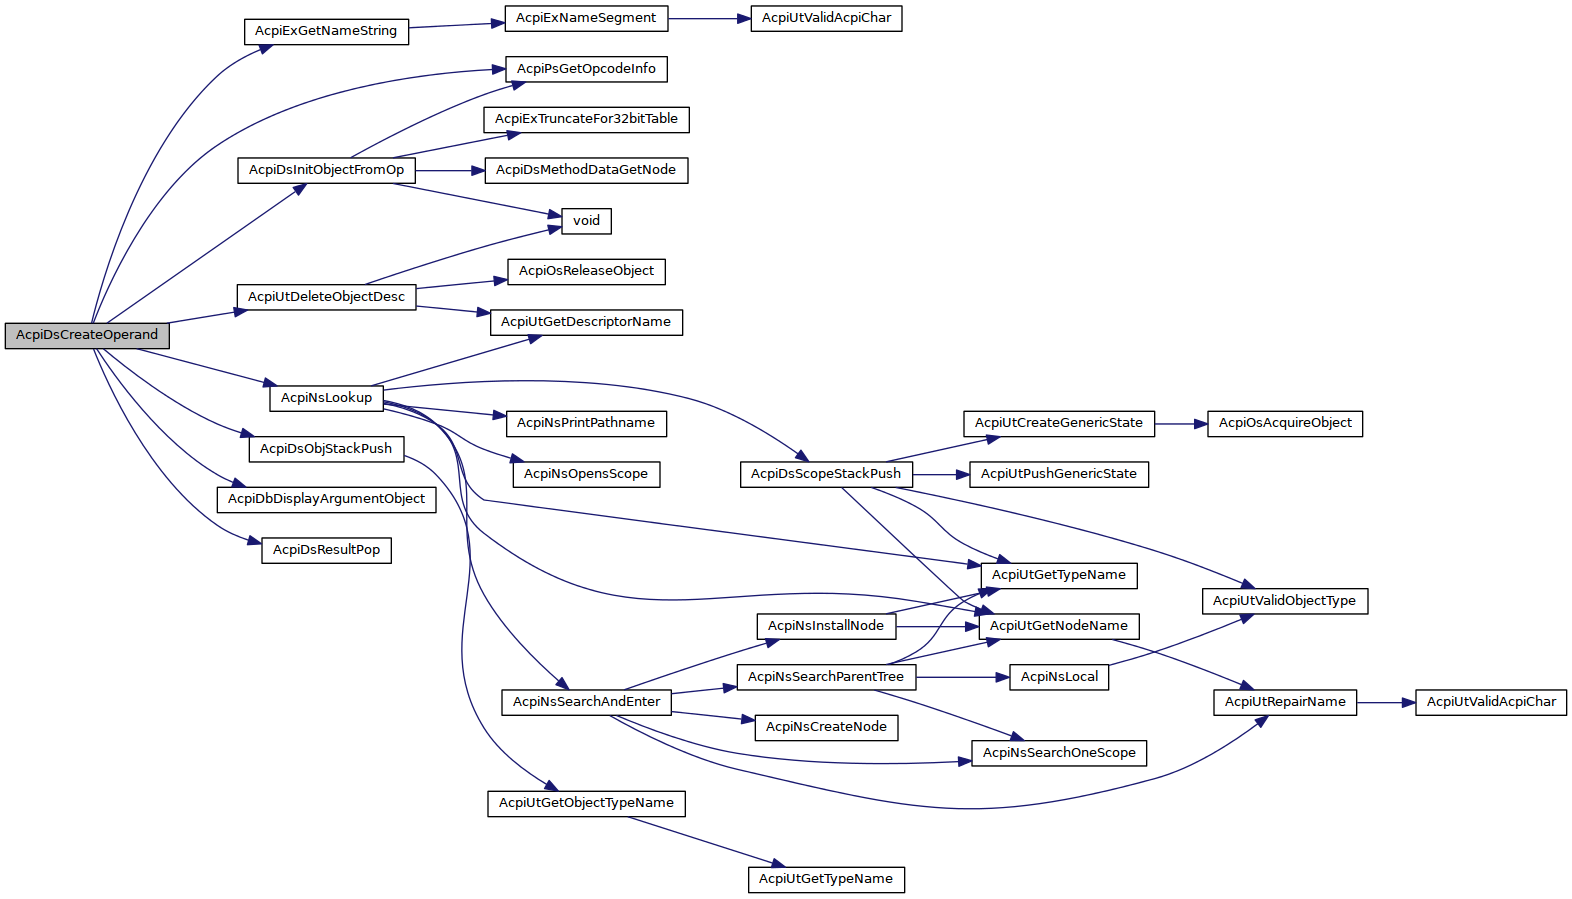 AcpiExNameSegment
AcpiUtValidAcpiChar
AcpiExGetNameString
AcpiPsGetOpcodeInfo
AcpiExTruncateFor32bitTable
AcpiDsInitObjectFromOp
AcpiDsMethodDataGetNode
void
AcpiOsReleaseObject
AcpiUtDeleteObjectDesc
AcpiUtGetDescriptorName
AcpiDsCreateOperand
AcpiNsLookup
AcpiNsPrintPathname
AcpiUtCreateGenericState
AcpiOsAcquireObject
AcpiDsObjStackPush
AcpiNsOpensScope
AcpiDsScopeStackPush
AcpiUtPushGenericState
AcpiDbDisplayArgumentObject
AcpiDsResultPop
AcpiUtGetTypeName
AcpiUtValidObjectType
AcpiNsInstallNode
AcpiUtGetNodeName
AcpiNsSearchParentTree
AcpiNsLocal
AcpiNsSearchAndEnter
AcpiUtRepairName
AcpiUtValidAcpiChar
AcpiNsCreateNode
AcpiNsSearchOneScope
AcpiUtGetObjectTypeName
AcpiUtGetTypeName